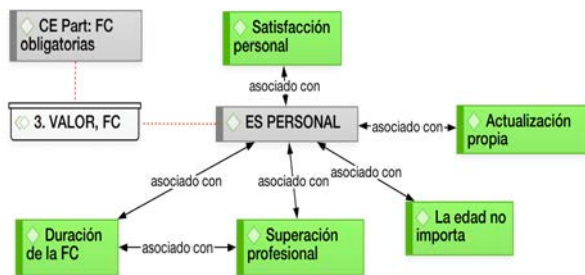 CE Part: FC
obligatorias
Satisfacción
personal
asociado con
3. VALOR, FC
ES PERSONAL
asociado con
Actualización
propia
asociado con
asociado con
asociado con
La edad no
importa
Duración
de la FC
asociado con
Superación
profesional